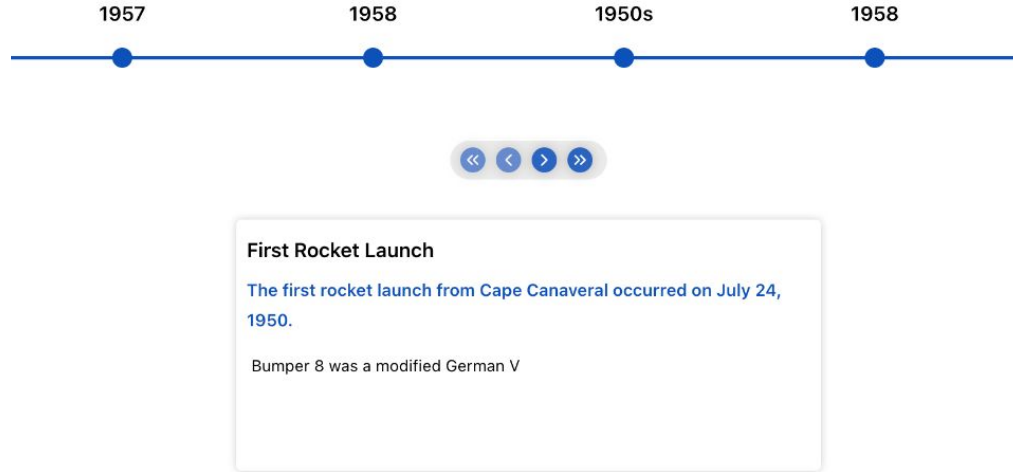 1957 1958 1950s 1958
First Rocket Launch
The first rocket launch from Cape Canaveral occurred on July 24,
1950.
Bumper 8 was a modified German V